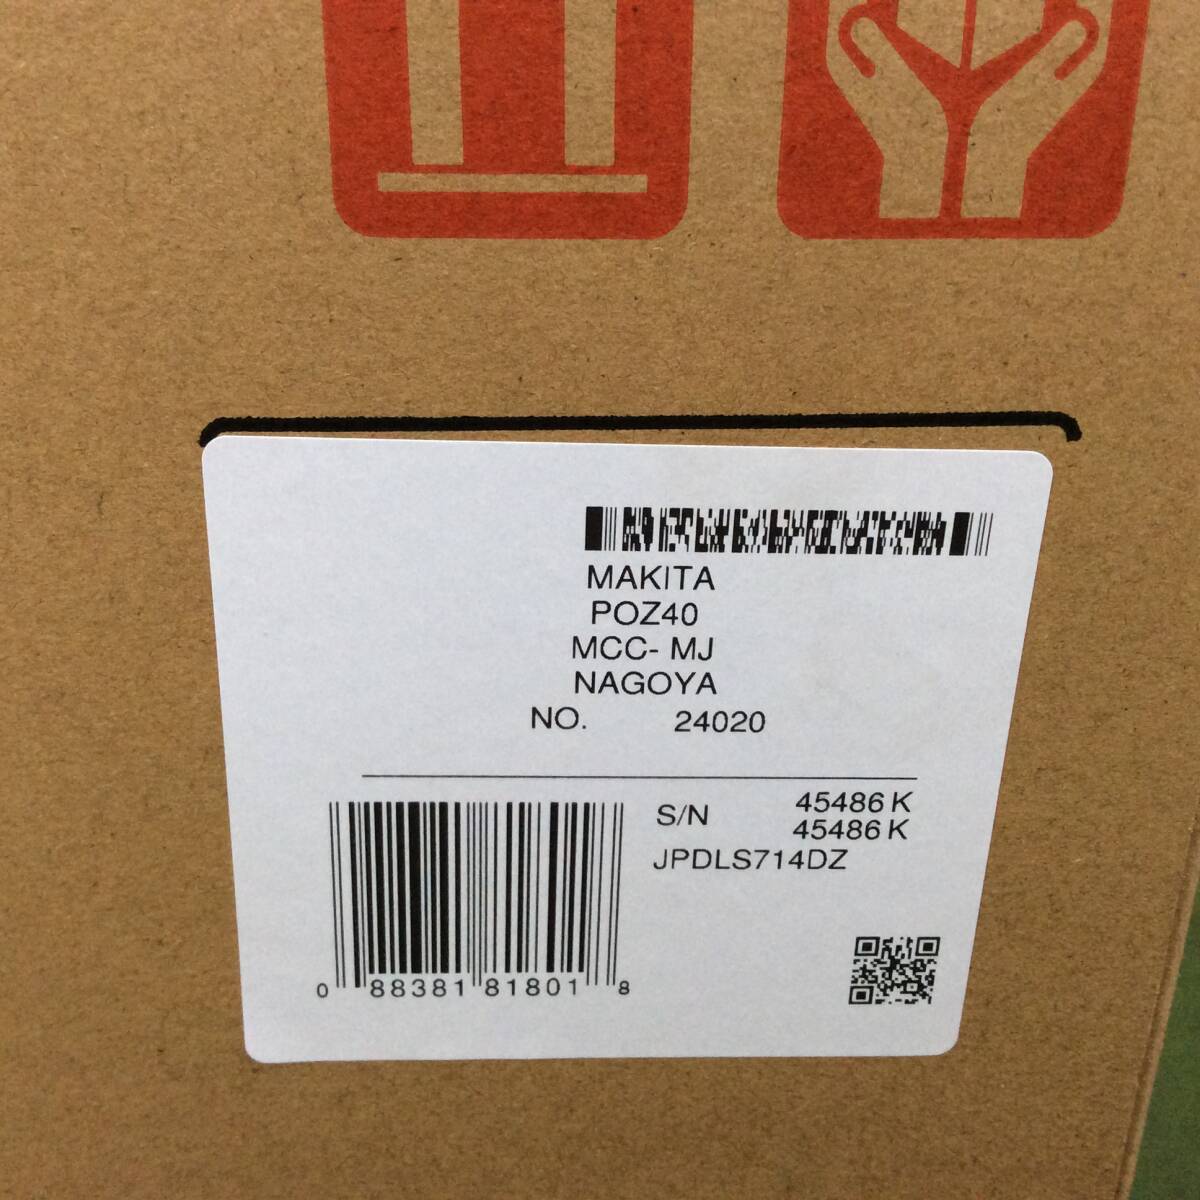 MAKITA
POZ40
MCC- MJ
NAGOYA
NO. 24020
S/N 45486 K
45486 K
JPDLS714DZ
0 88381 81801 8